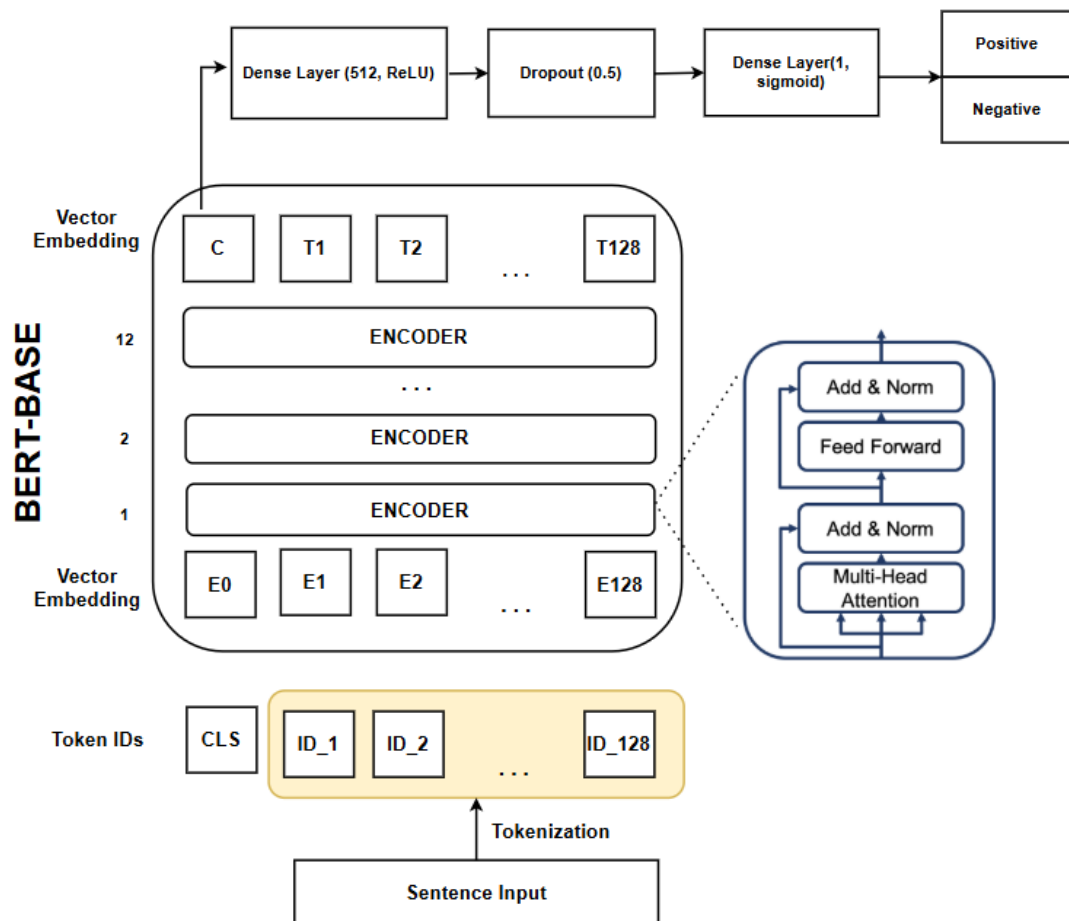 Dense Layer (512, ReLU)
Dropout (0.5)
Dense Layer(1,
sigmoid)
Positive
Negative
Vector
Embedding
C
T1
T2
. . .
T128
BERT-BASE
12
ENCODER
. . .
2
ENCODER
1
ENCODER
Vector
Embedding
E0
E1
E2
. . .
E128
Add & Norm
Feed Forward
Add & Norm
Multi-Head
Attention
Token IDs
CLS
ID_1
ID_2
. . .
ID_128
Tokenization
Sentence Input